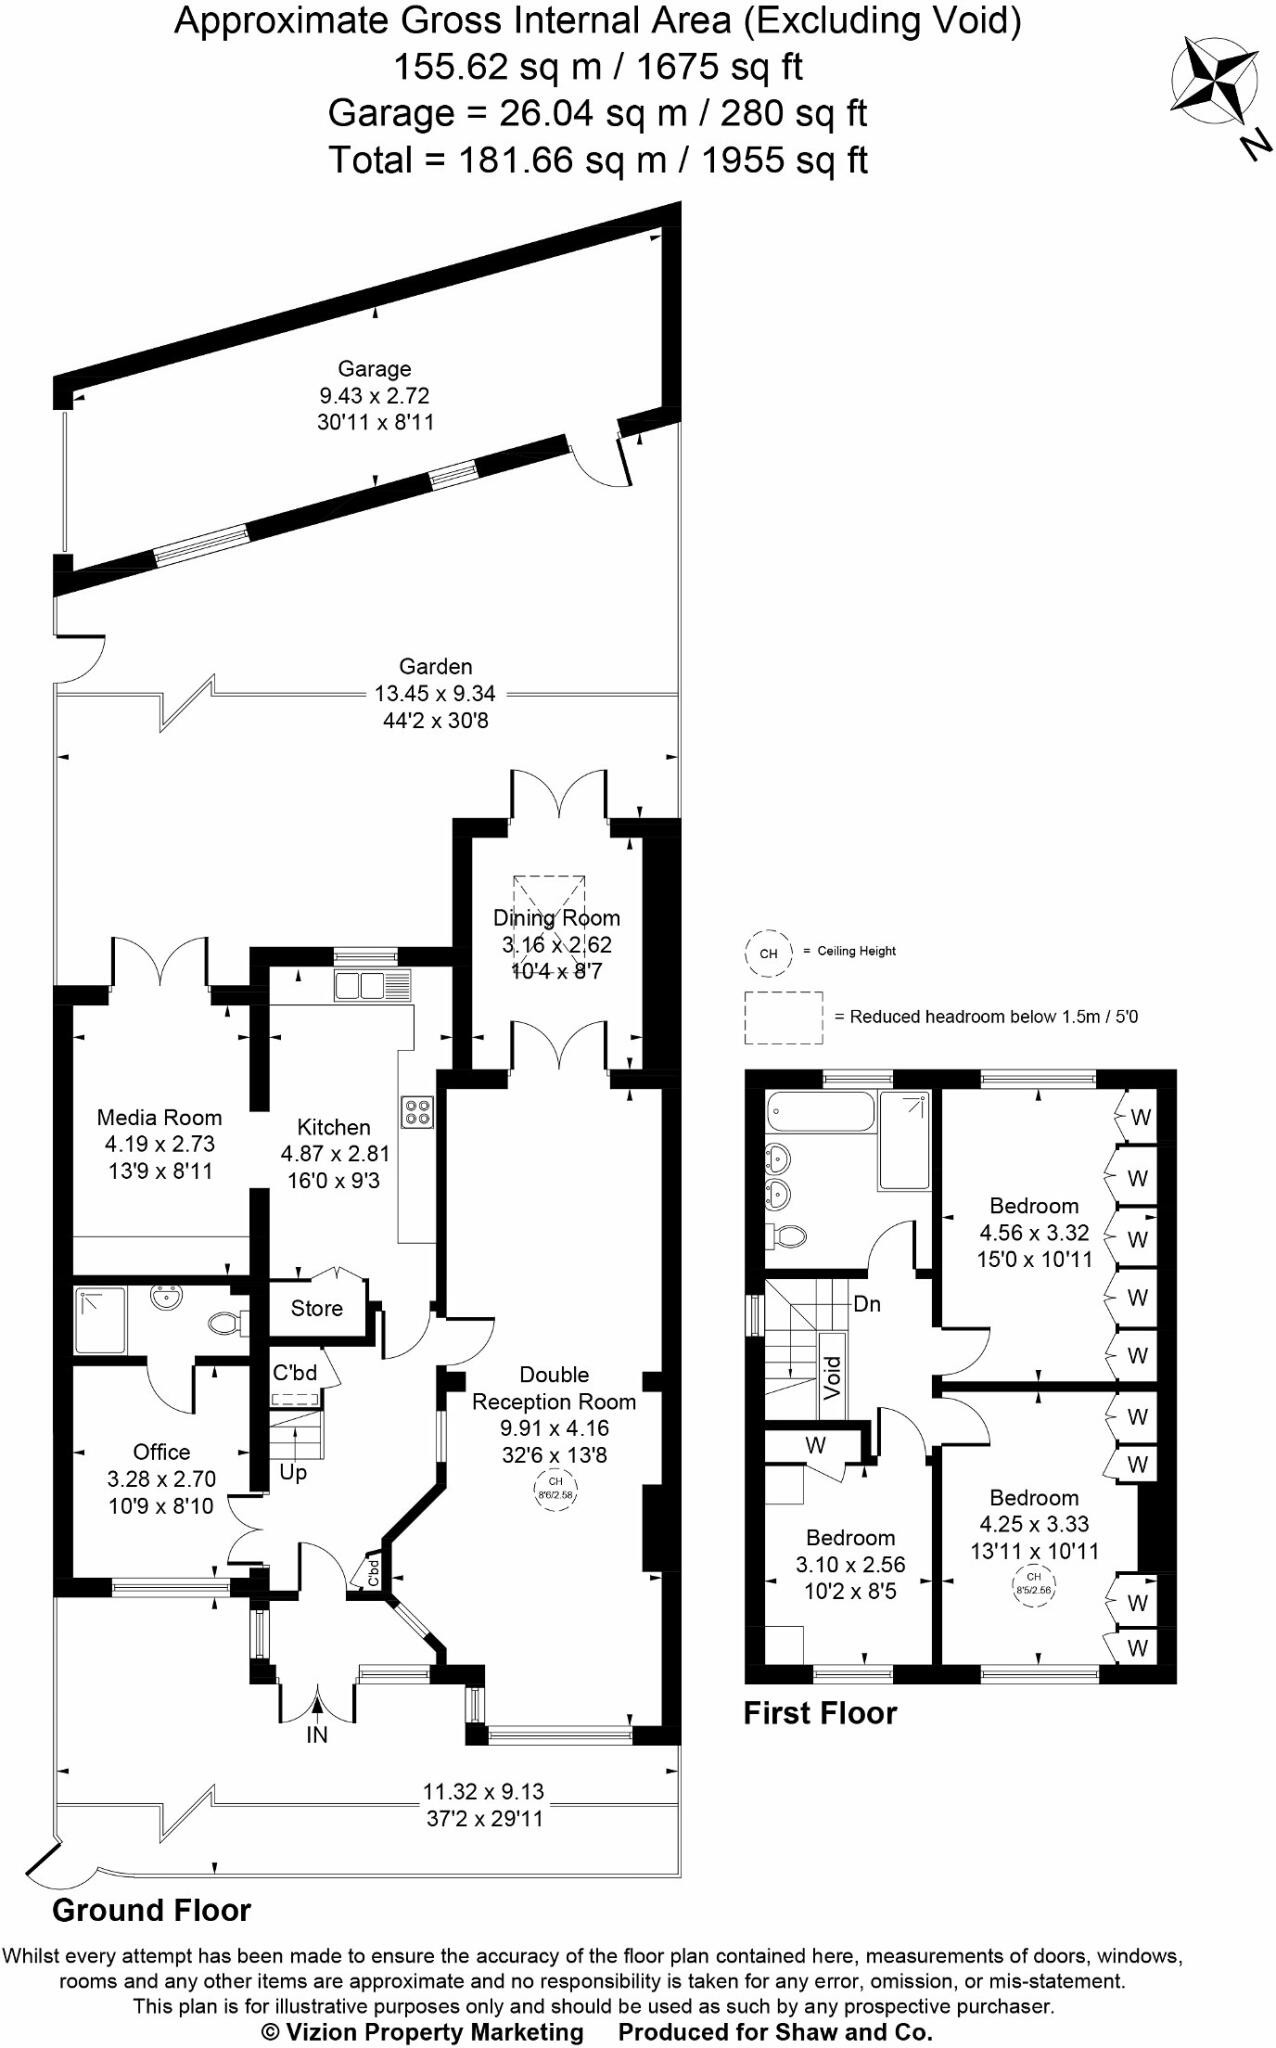 Approximate Gross Internal Area (Excluding Void)
155.62 sq m / 1675 sq ft
Garage = 26.04 sq m / 280 sq ft
Total = 181.66 sq m / 1955 sq ft
N
Garage
9.43 x 2.72
30'11 x 8'11
Garden
13.45 x 9.34
44'2 x 30'8
Dining Room
3.16 x 2.62
10'4 x 8'7
CH = Ceiling Height
= Reduced headroom below 1.5m / 5'0
Media Room
4.19 x 2.73
13'9 x 8'11
Kitchen
4.87 x 2.81
16'0 x 9'3
Store
C'bd
Up
Double
Reception Room
9.91 x 4.16
32'6 x 13'8
CH
8'6/2.58
Office
3.28 x 2.70
10'9 x 8'10
C'bd
IN
11.32 x 9.13
37'2 x 29'11
Ground Floor
Bedroom
4.56 x 3.32
15'0 x 10'11
W
W
W
W
W
Dn
Void
W
Bedroom
3.10 x 2.56
10'2 x 8'5
Bedroom
4.25 x 3.33
13'11 x 10'11
CH
8'5/2.56
W
W
W
W
First Floor
Whilst every attempt has been made to ensure the accuracy of the floor plan contained here, measurements of doors, windows,
rooms and any other items are approximate and no responsibility is taken for any error, omission, or mis-statement.
This plan is for illustrative purposes only and should be used as such by any prospective purchaser.
© Vizion Property Marketing Produced for Shaw and Co.